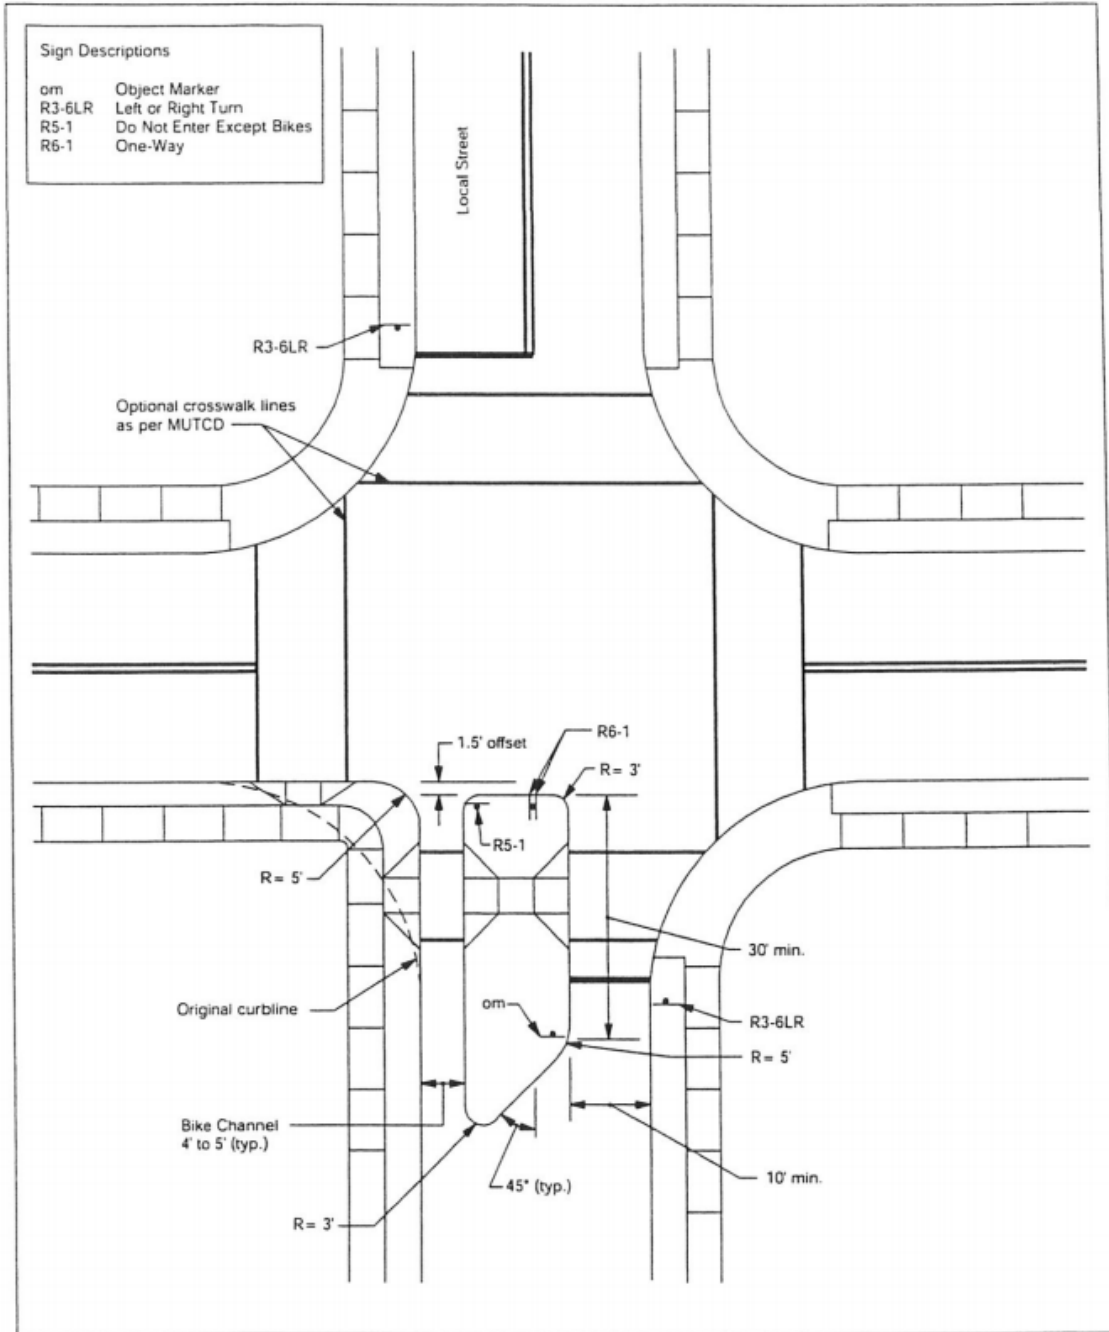 Sign Descriptions
om Object Marker
R3-6LR Left or Right Turn
R5-1 Do Not Enter Except Bikes
R6-1 One-Way
Local Street
R3-6LR
Optional crosswalk lines
as per MUTCD
1.5' offset
R6-1
R= 3'
R5-1
R= 5'
30' min.
Original curbline
om
R3-6LR
R= 5'
Bike Channel
4' to 5' (typ.)
45° (typ.)
10' min.
R= 3'